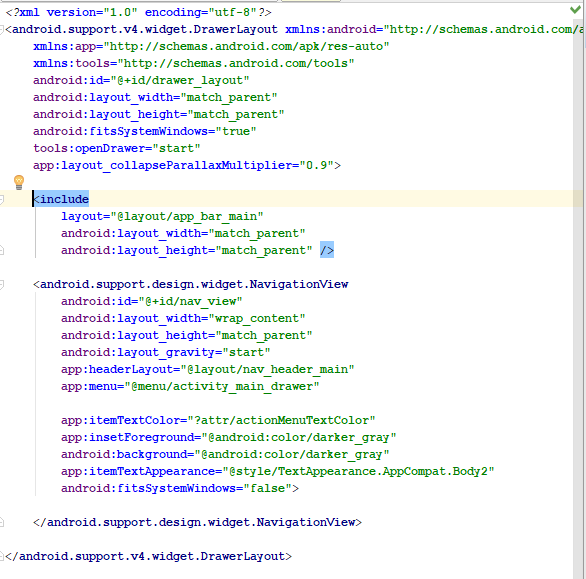 <?xml version="1.0" encoding="utf-8"?>
<android.support.v4.widget.DrawerLayout xmlns:android="http://schemas.android.com/a
    xmlns:app="http://schemas.android.com/apk/res-auto"
    xmlns:tools="http://schemas.android.com/tools"
    android:id="@+id/drawer_layout"
    android:layout_width="match_parent"
    android:layout_height="match_parent"
    android:fitsSystemWindows="true"
    tools:openDrawer="start"
    app:layout_collapseParallaxMultiplier="0.9">

    <include
        layout="@layout/app_bar_main"
        android:layout_width="match_parent"
        android:layout_height="match_parent" />

    <android.support.design.widget.NavigationView
        android:id="@+id/nav_view"
        android:layout_width="wrap_content"
        android:layout_height="match_parent"
        android:layout_gravity="start"
        app:headerLayout="@layout/nav_header_main"
        app:menu="@menu/activity_main_drawer"

        app:itemTextColor="?attr/actionMenuTextColor"
        app:insetForeground="@android:color/darker_gray"
        android:background="@android:color/darker_gray"
        app:itemTextAppearance="@style/TextAppearance.AppCompat.Body2"
        android:fitsSystemWindows="false">

    </android.support.design.widget.NavigationView>

</android.support.v4.widget.DrawerLayout>